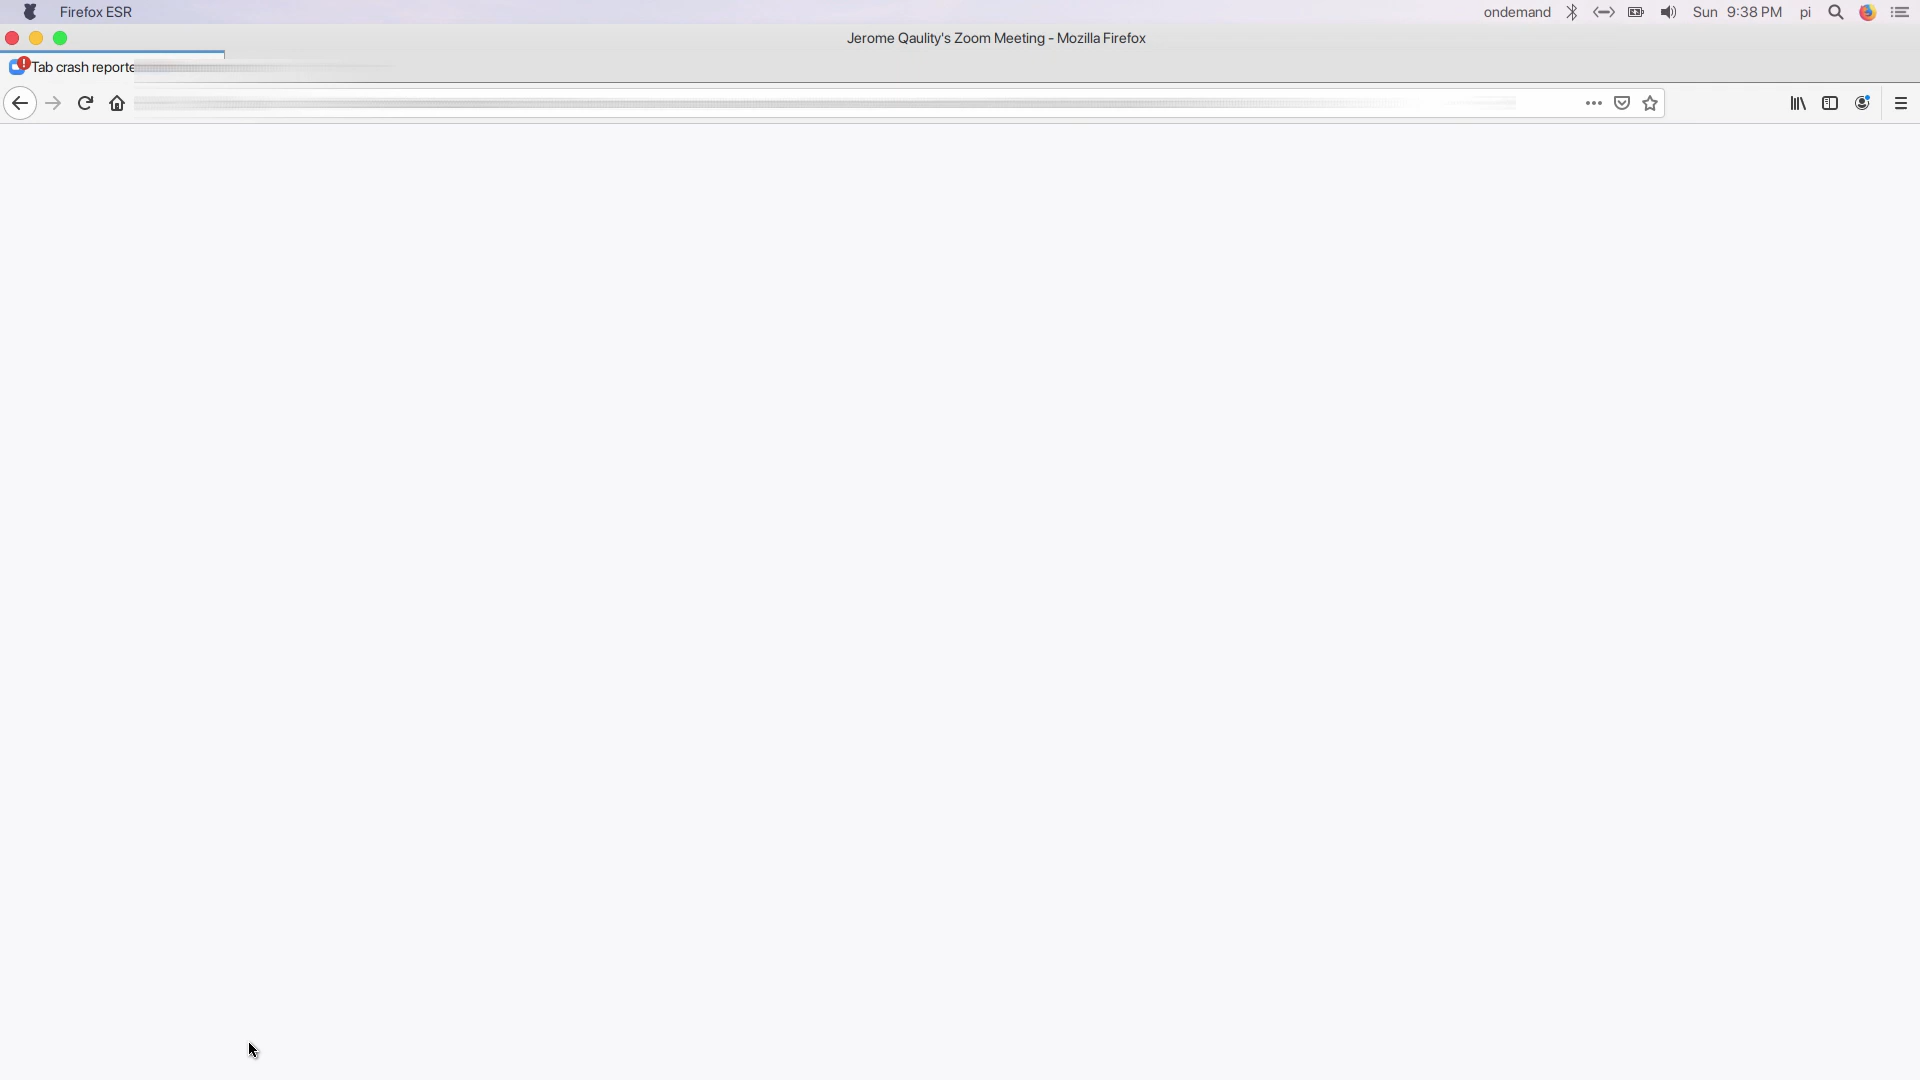 Firefox ESR ondemand Sun 9:38 PM pi
Jerome Qaulity's Zoom Meeting - Mozilla Firefox
Tab crash reporte